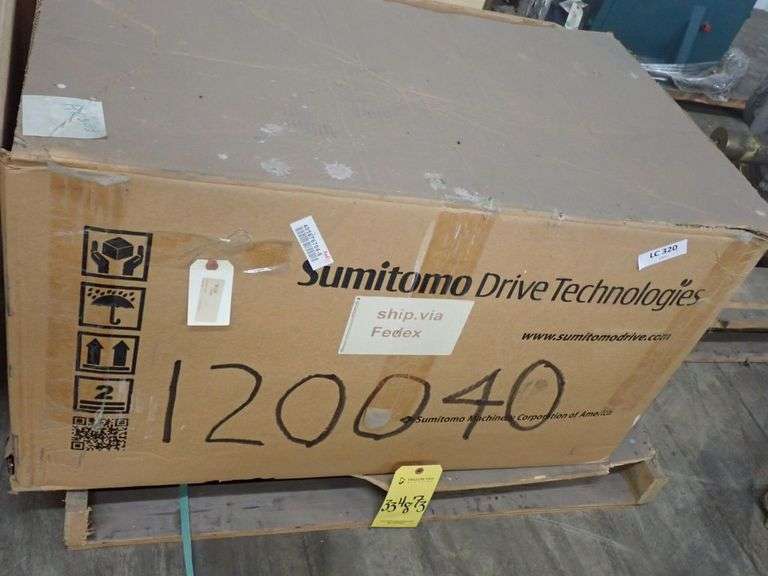 LC 320
Sumitomo Drive Technologies
ship.via
Fedex
www.sumitomodrive.com
120040
Sumitomo Machinery Corporation of America
2